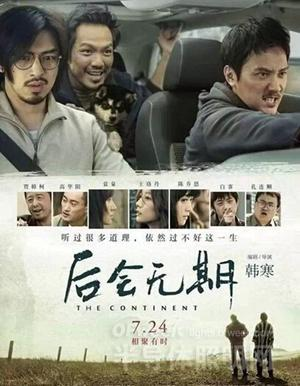 贾樟柯 高华阳 袁泉 王珞丹 陈乔恩 白客 孔连顺
听过很多道理 依然过不好这一生
后会无期
THE CONTINENT
编剧/导演
韩寒
7.24
相聚有时